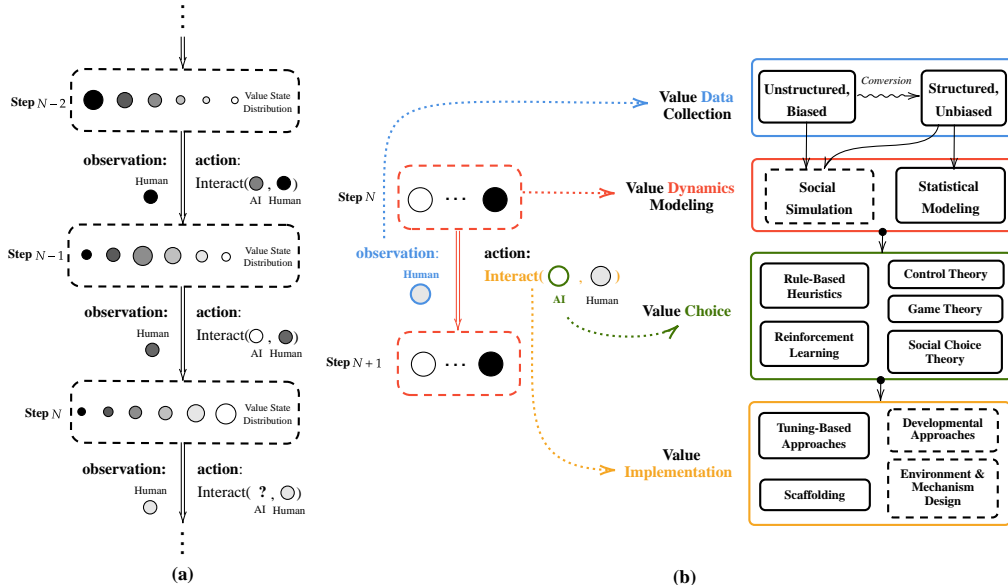 Step N−2
Value State
Distribution
observation:
Human
action:
Interact( , )
AI Human
Step N−1
Value State
Distribution
observation:
Human
action:
Interact( , )
AI Human
Step N
Value State
Distribution
observation:
Human
action:
Interact( ? , )
AI Human
(a)
Step N
...
observation:
Human
action:
Interact( , )
AI
Human
Step N+1
...
Value Data
Collection
Value Dynamics
Modeling
Value Choice
Value
Implementation
Unstructured,
Biased
Conversion
Structured,
Unbiased
Social
Simulation
Statistical
Modeling
Rule-Based
Heuristics
Control Theory
Game Theory
Reinforcement
Learning
Social Choice
Theory
Tuning-Based
Approaches
Developmental
Approaches
Scaffolding
Environment &
Mechanism
Design
(b)